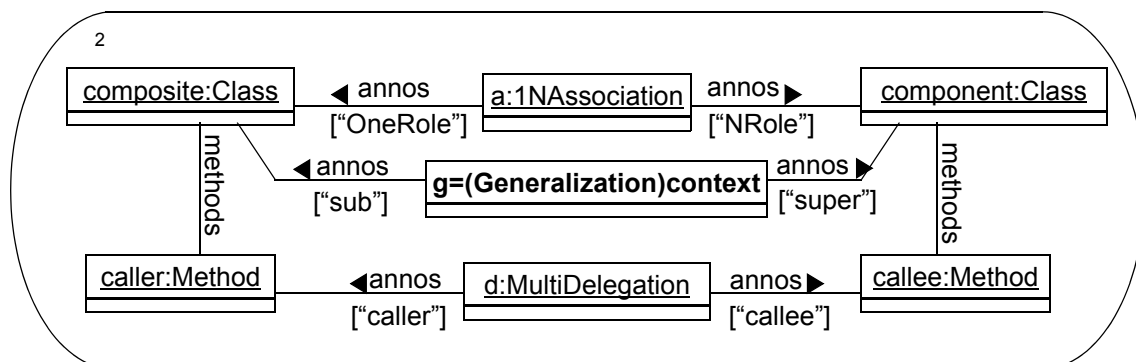 2
composite:Class
annos
a:1NAssociation
annos
component:Class
[“OneRole”]
[“NRole”]
methods
annos
g=(Generalization)context
annos
methods
[“sub”]
[“super”]
caller:Method
annos
d:MultiDelegation
annos
callee:Method
[“caller”]
[“callee”]